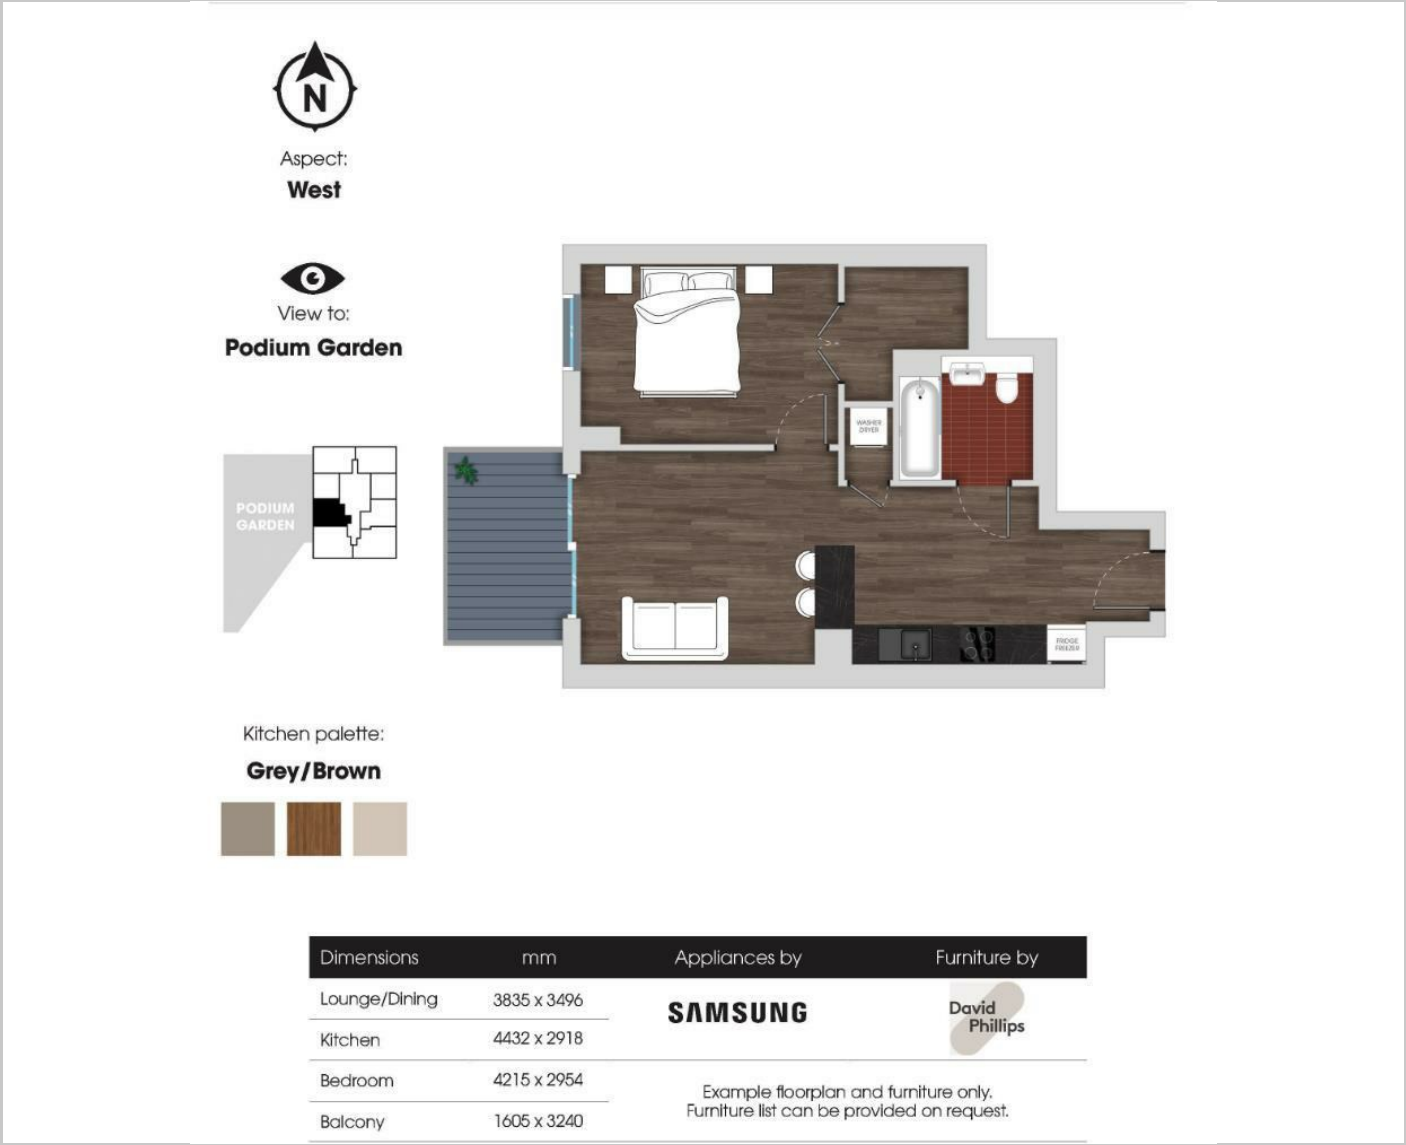 N
Aspect:
West
View to:
Podium Garden
PODIUM
GARDEN
WASHER
DRYER
FRIDGE
FREEZER
Kitchen palette:
Grey/Brown
Dimensions mm Appliances by Furniture by
Lounge/Dining 3835 x 3496
SAMSUNG
David
Phillips
Kitchen 4432 x 2918
Bedroom 4215 x 2954
Example floorplan and furniture only.
Furniture list can be provided on request.
Balcony 1605 x 3240